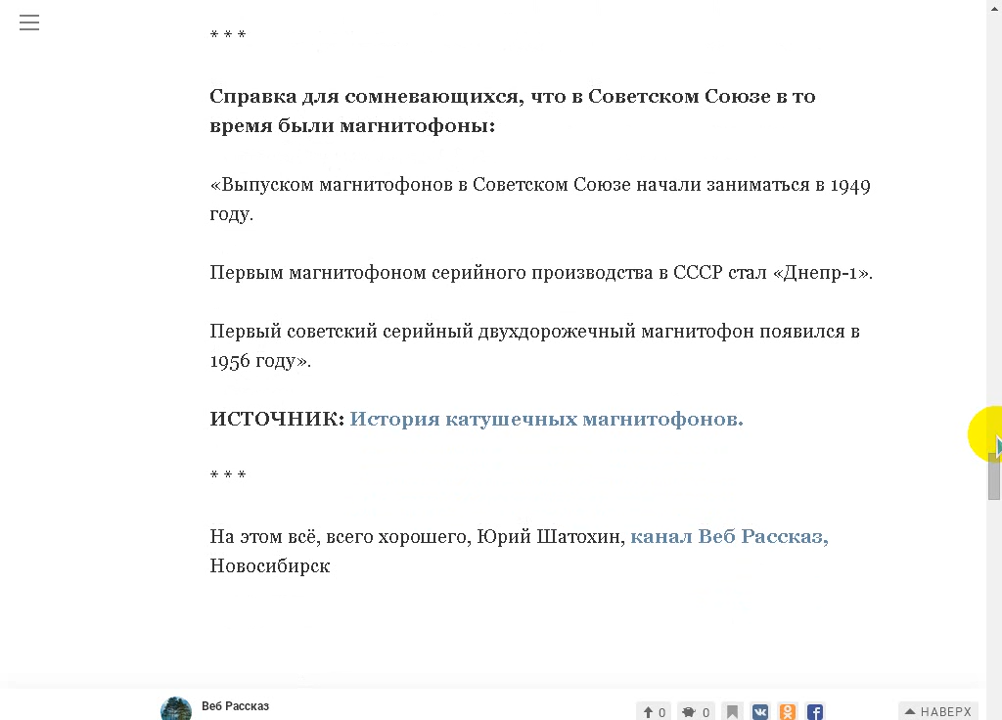 * * *
Справка для сомневающихся, что в Советском Союзе в то
время были магнитофоны:
«Выпуском магнитофонов в Советском Союзе начали заниматься в 1949
году.
Первым магнитофоном серийного производства в СССР стал «Днепр-1».
Первый советский серийный двухдорожечный магнитофон появился в
1956 году».
ИСТОЧНИК: История катушечных магнитофонов.
* * *
На этом всё, всего хорошего, Юрий Шатохин, канал Веб Рассказ,
Новосибирск
Веб Рассказ
0
0
НАВЕРХ